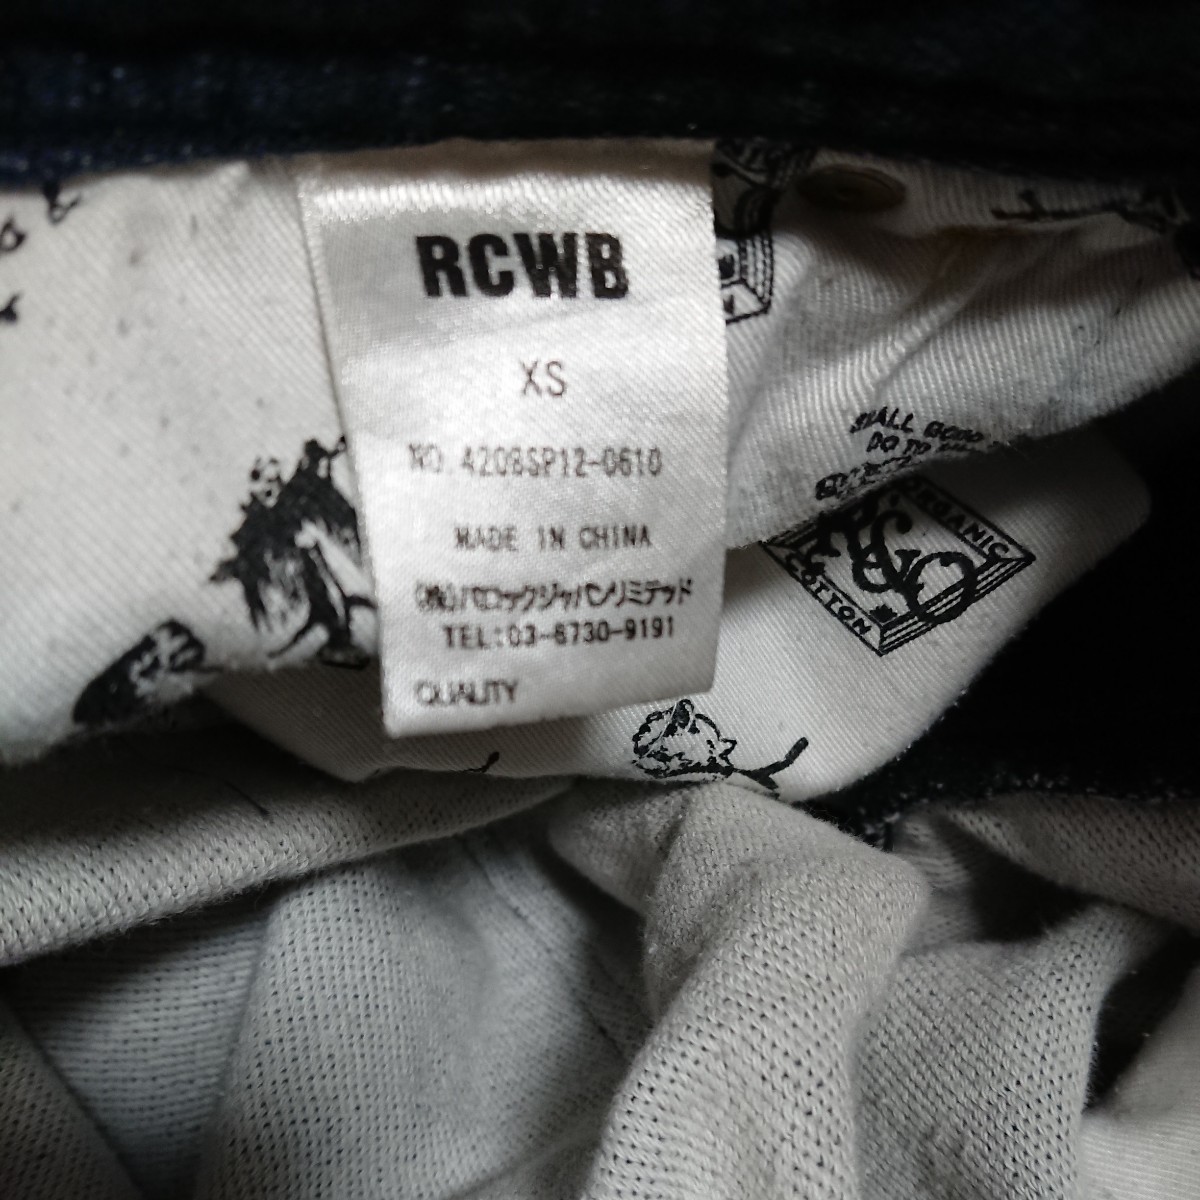 RCWB
XS
NO. 4208SP12-0610
MADE IN CHINA
(株)バロックジャパンリミテッド
TEL:03-6730-9191
QUALITY
SHALL GOOD
DO TO
ORGANIC
COTTON